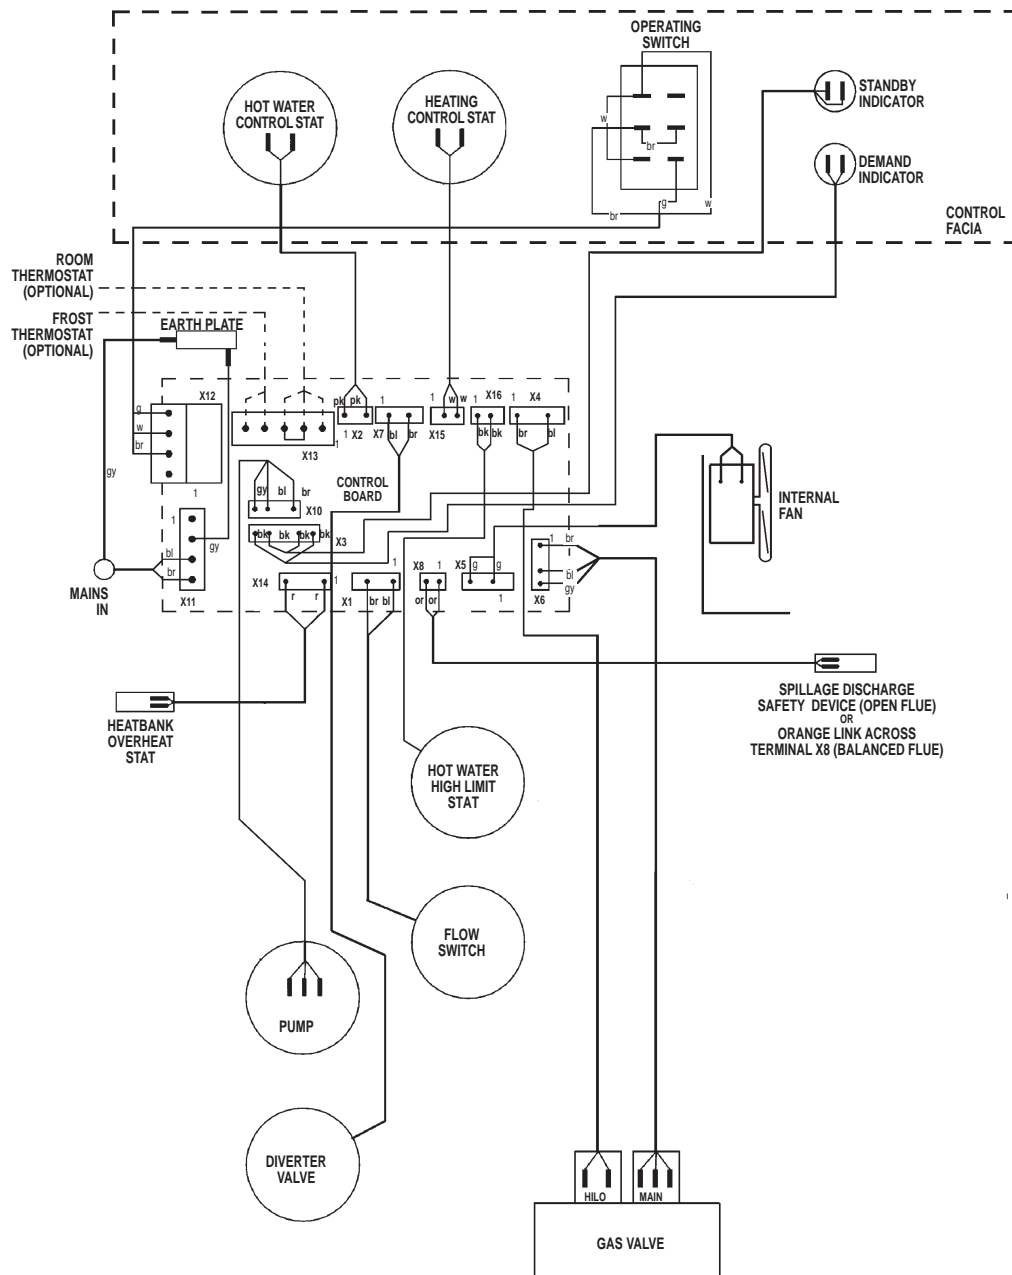 OPERATING
SWITCH
HOT WATER
CONTROL STAT
HEATING
CONTROL STAT
STANDBY
INDICATOR
w
br
DEMAND
INDICATOR
br
g
w
CONTROL
FACIA
ROOM
THERMOSTAT
(OPTIONAL)
FROST
THERMOSTAT
(OPTIONAL)
EARTH PLATE
X12
g
w
br
1
pk pk
1 X2
1
X7
bl br
1
w w
X15
X16
1
bk
bk
1 X4
br bl
X13
1
gy
CONTROL
BOARD
gy bl br
X10
bk bk bk bk
X3
INTERNAL
FAN
1
gy
bl
br
X11
MAINS
IN
X14 1
r r
1
X1 br bl
X8 1
or or
X5 g g
1
1 br
bl
gy
X6
HEATBANK
OVERHEAT
STAT
SPILLAGE DISCHARGE
SAFETY DEVICE (OPEN FLUE)
OR
ORANGE LINK ACROSS
TERMINAL X8 (BALANCED FLUE)
HOT WATER
HIGH LIMIT
STAT
FLOW
SWITCH
PUMP
DIVERTER
VALVE
HILO
MAIN
GAS VALVE